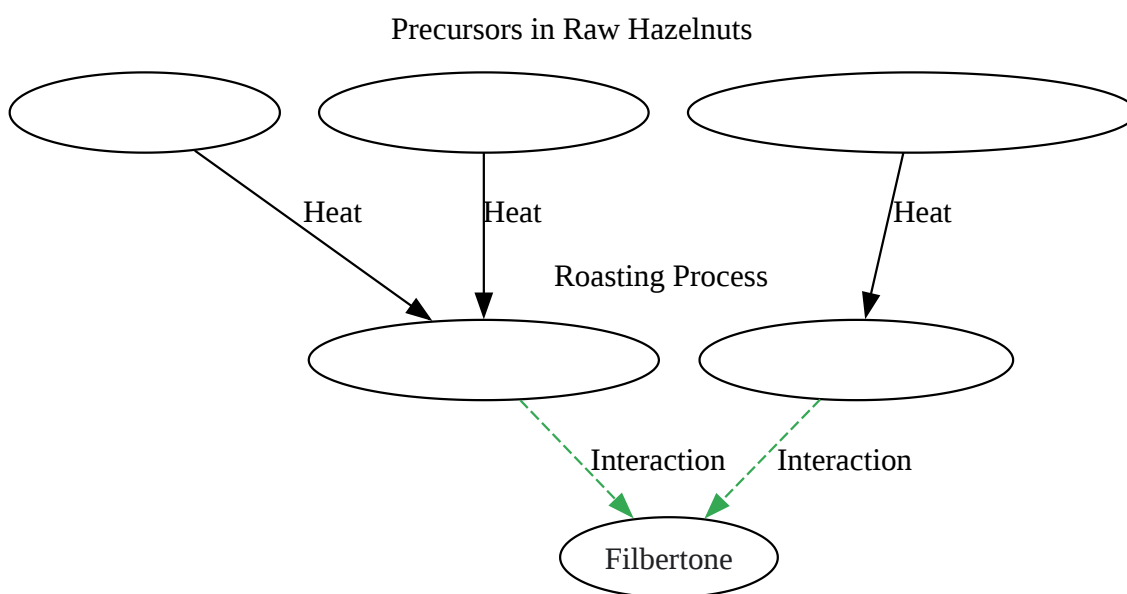 Precursors in Raw Hazelnuts
Heat
Heat
Heat
Roasting Process
Interaction
Interaction
Filbertone